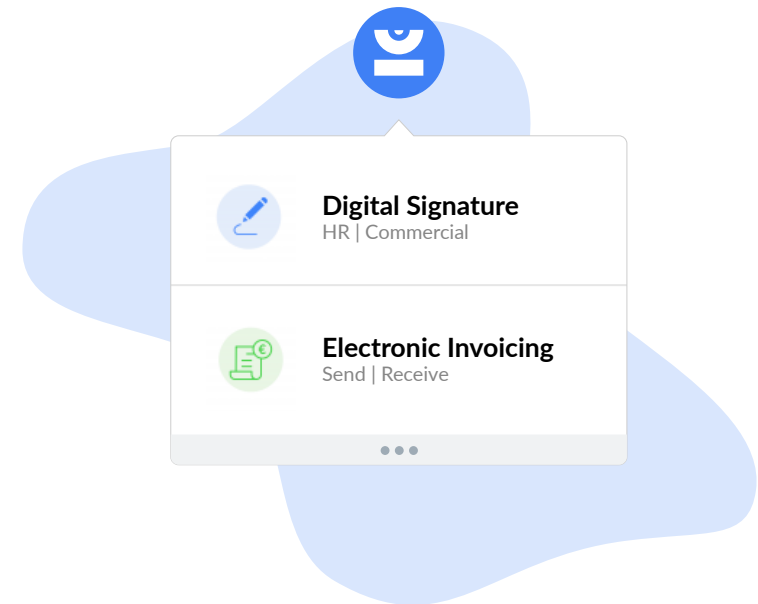 Digital Signature
HR | Commercial
Electronic Invoicing
Send | Receive